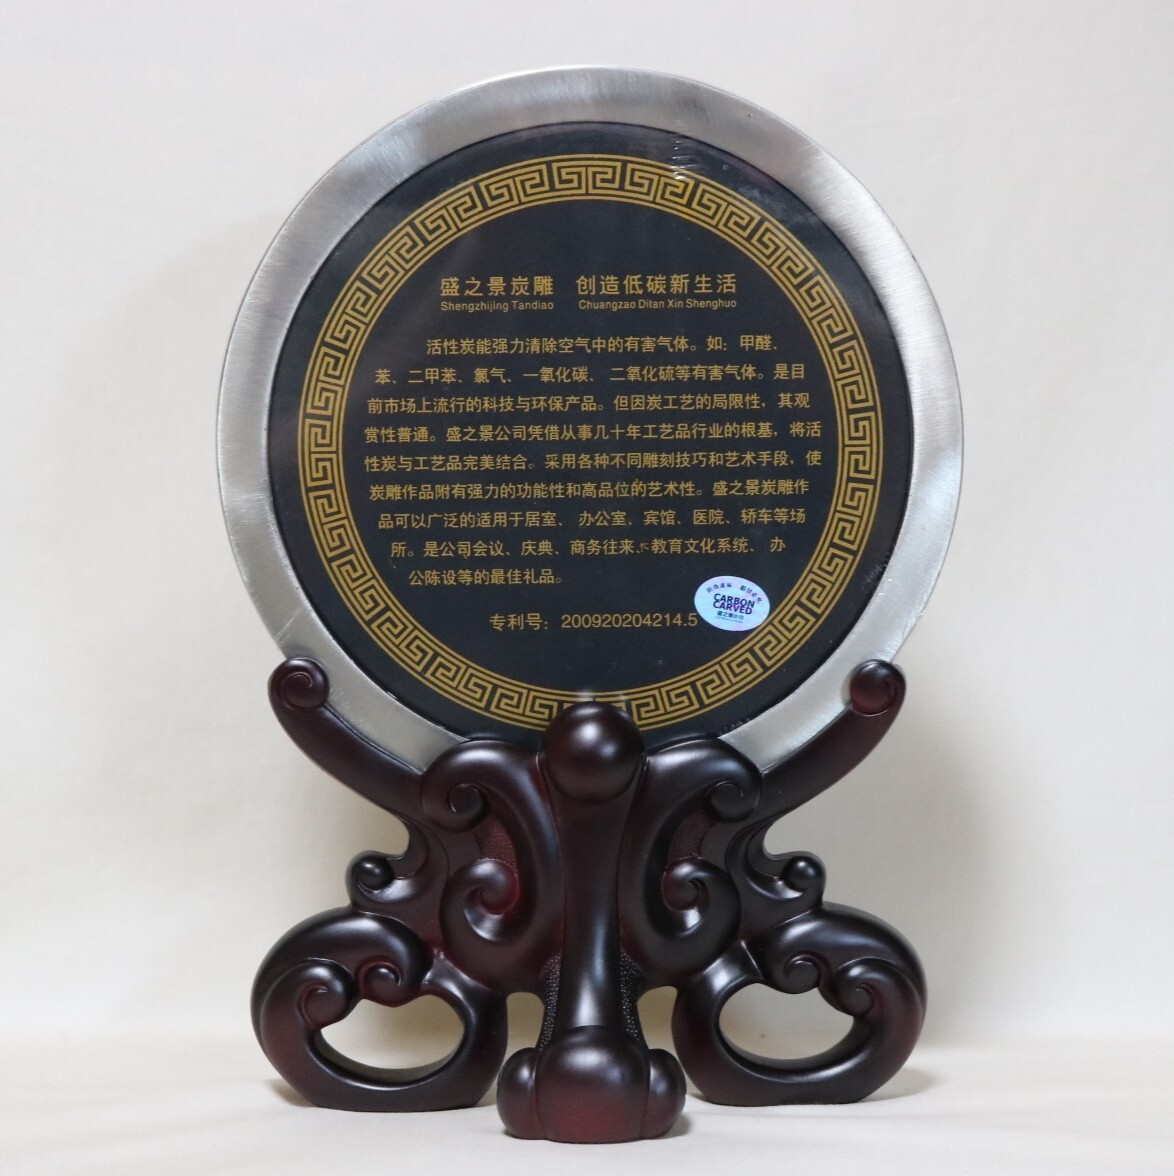 盛之景炭雕 创造低碳新生活
Shengzhijing Tandiao Chuangzao Ditan Xin Shenghuo
活性炭能强力清除空气中的有害气体。如：甲醛、
苯、二甲苯、氯气、一氧化碳、二氧化硫等有害气体。是目
前市场上流行的科技与环保产品。但因炭工艺的局限性，其观
赏性普通。盛之景公司凭借从事几十年工艺品行业的根基，将活
性炭与工艺品完美结合。采用各种不同雕刻技巧和艺术手段，使
炭雕作品附有强力的功能性和高品位的艺术性。盛之景炭雕作
品可以广泛的适用于居室、办公室、宾馆、医院、轿车等场
所。是公司会议、庆典、商务往来、教育文化系统、办
公陈设等的最佳礼品。
专利号：200920204214.5
CARBON
CARVED